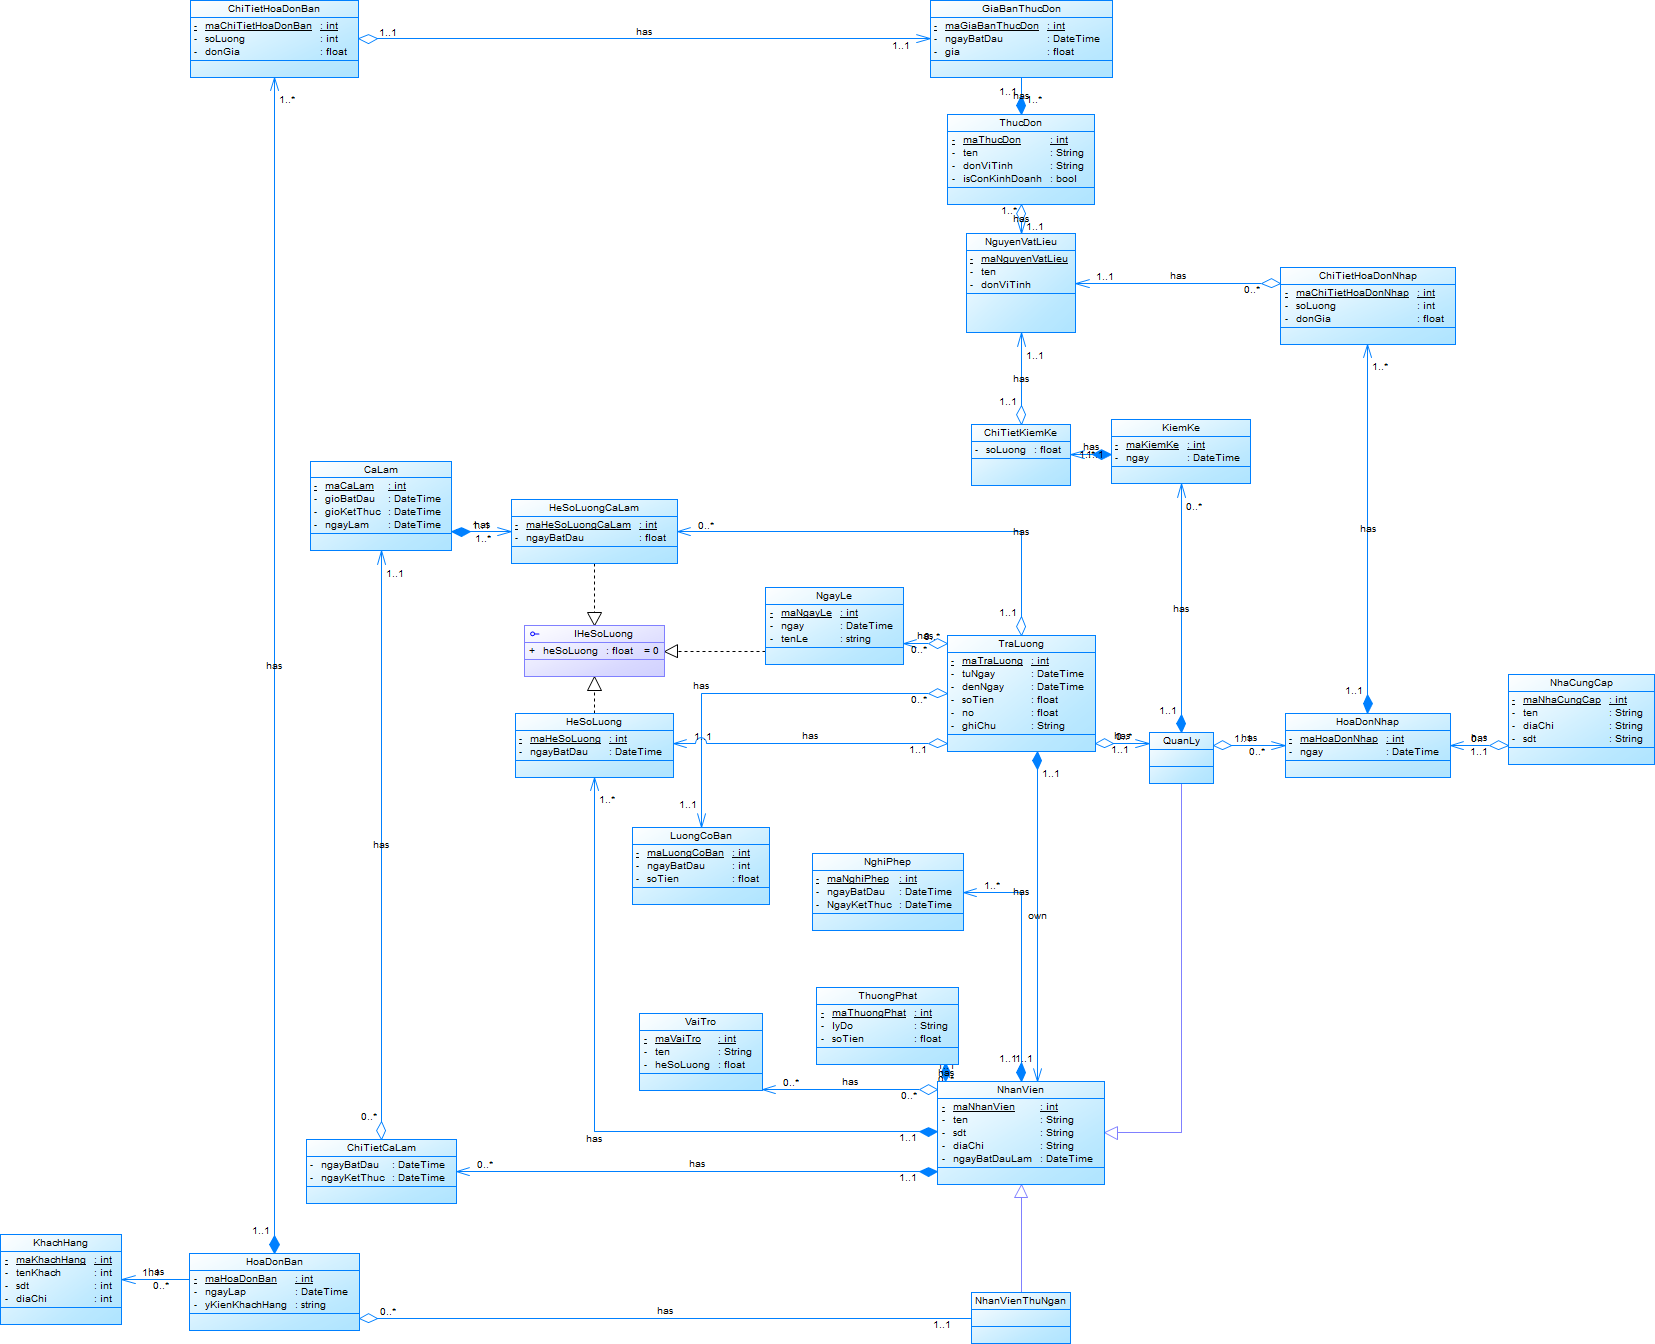 ChiTietHoaDonBan
- maChiTietHoaDonBan : int
- soLuong : int
- donGia : float
1..1
has
1..1
GiaBanThucDon
- maGiaBanThucDon : int
- ngayBatDau : DateTime
- gia : float
1..*
1..1
has
1..*
ThucDon
- maThucDon : int
- ten : String
- donViTinh : String
- isConKinhDoanh : bool
1..*
has
1..1
NguyenVatLieu
- maNguyenVatLieu
- ten
- donViTinh
1..1
has
0..*
ChiTietHoaDonNhap
- maChiTietHoaDonNhap : int
- soLuong : int
- donGia : float
1..1
has
1..1
1..*
ChiTietKiemKe
- soLuong : float
has
KiemKe
- maKiemKe : int
- ngay : DateTime
0..*
has
1..1
has
1..1
CaLam
- maCaLam : int
- gioBatDau : DateTime
- gioKetThuc : DateTime
- ngayLam : DateTime
has
1..*
1..1
HeSoLuongCaLam
- maHeSoLuongCaLam : int
- ngayBatDau : float
0..*
has
1..1
IHeSoLuong
+ heSoLuong : float = 0
NgayLe
- maNgayLe : int
- ngay : DateTime
- tenLe : string
has
0..*
0..*
TraLuong
- maTraLuong : int
- tuNgay : DateTime
- denNgay : DateTime
- soTien : float
- no : float
- ghiChu : String
has
0..*
has
1..1
1..1
HeSoLuong
- maHeSoLuong : int
- ngayBatDau : DateTime
1..*
has
1..1
QuanLy
has
0..*
HoaDonNhap
- maHoaDonNhap : int
- ngay : DateTime
has
1..1
NhaCungCap
- maNhaCungCap : int
- ten : String
- diaChi : String
- sdt : String
has
1..1
LuongCoBan
- maLuongCoBan : int
- ngayBatDau : int
- soTien : float
1..1
own
NghiPhep
- maNghiPhep : int
- ngayBatDau : DateTime
- NgayKetThuc : DateTime
1..*
has
ThuongPhat
- maThuongPhat : int
- lyDo : String
- soTien : float
has
VaiTro
- maVaiTro : int
- ten : String
- heSoLuong : float
0..*
has
0..*
1..1
1..1
NhanVien
- maNhanVien : int
- ten : String
- sdt : String
- diaChi : String
- ngayBatDauLam : DateTime
has
1..1
0..*
has
1..1
has
0..*
ChiTietCaLam
- ngayBatDau : DateTime
- ngayKetThuc : DateTime
has
1..1
KhachHang
- maKhachHang : int
- tenKhach : int
- sdt : int
- diaChi : int
has
0..*
HoaDonBan
- maHoaDonBan : int
- ngayLap : DateTime
- yKienKhachHang : string
0..*
has
1..1
NhanVienThuNgan